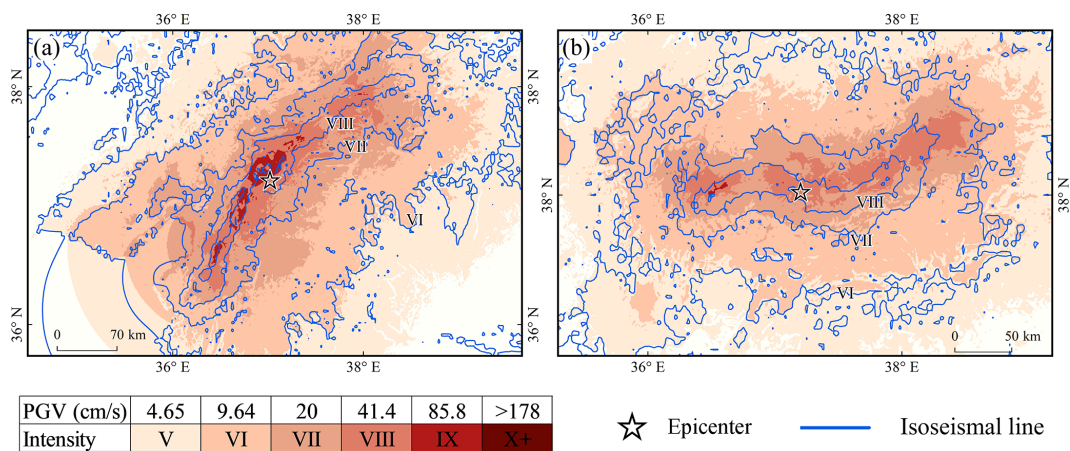 36° E 38° E 36° E 38° E
(a) (b)
38° N
36° N
VIII
VII
VI
0 70 km
36° E 38° E
38° N
38° N
VIII
VII
VI
0 50 km
36° E 38° E
PGV (cm/s) 4.65 9.64 20 41.4 85.8 >178
Intensity V VI VII VIII IX X+
Epicenter Isoseismal line